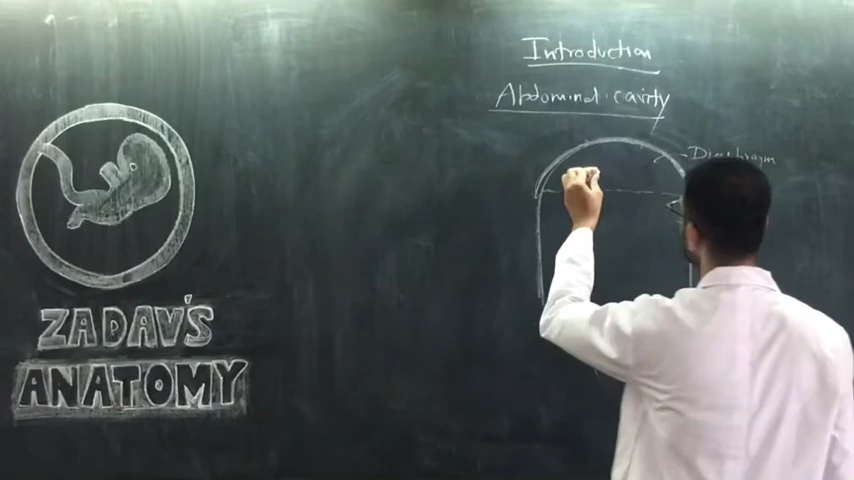 Introduction
Abdominal cavity
Diaphragm
ZADAV'S
ANATOMY